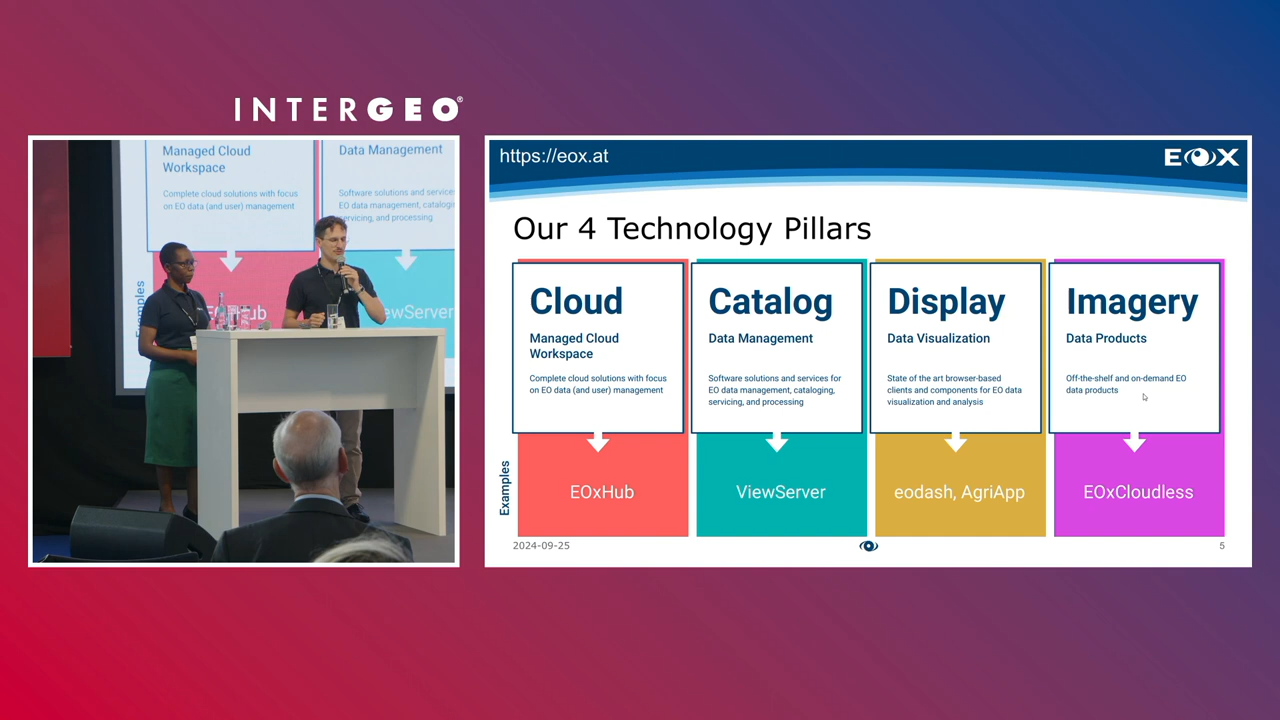 INTERGEO®
Managed Cloud
Workspace
Complete cloud solutions with focus
on EO data (and user) management
Data Management
Software solutions and services
EO data management,
servicing, and processing
Examples
https://eox.at
EOX
Our 4 Technology Pillars
Cloud
Managed Cloud
Workspace
Complete cloud solutions with focus
on EO data (and user) management
Catalog
Data Management
Software solutions and services for
EO data management, cataloging,
servicing, and processing
Display
Data Visualization
State of the art browser-based
clients and components for EO data
visualization and analysis
Imagery
Data Products
Off-the-shelf and on-demand EO
data products
Examples
EOxHub
ViewServer
eodash, AgriApp
EOxCloudless
2024-09-25
5